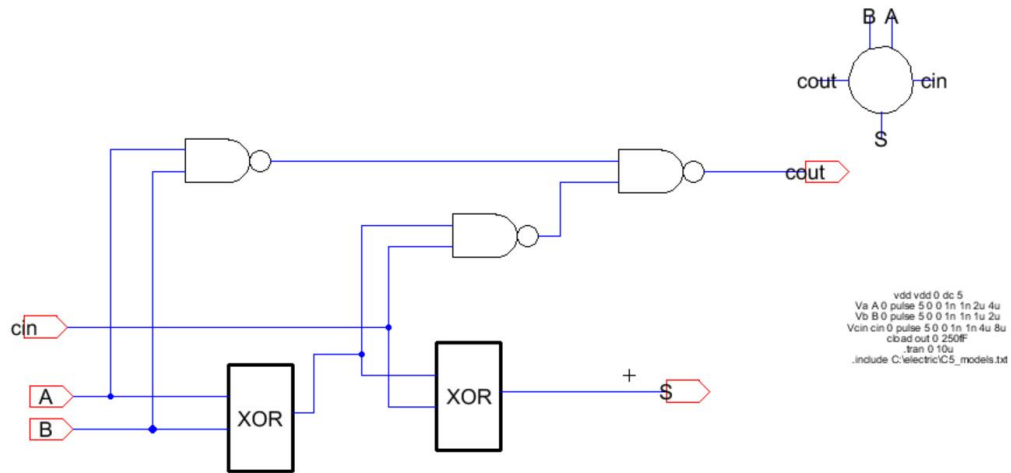 B A
cout cin
S
cout
cin
A
B
XOR
XOR
S
vdd vdd 0 dc 5
Va A 0 pulse 5 0 0 1n 1n 2u 4u
Vb B 0 pulse 5 0 0 1n 1n 1u 2u
Vcin cin 0 pulse 5 0 0 1n 1n 4u 8u
cload out 0 250fF
.tran 0 10u
.include C:\electric\C5_models.txt